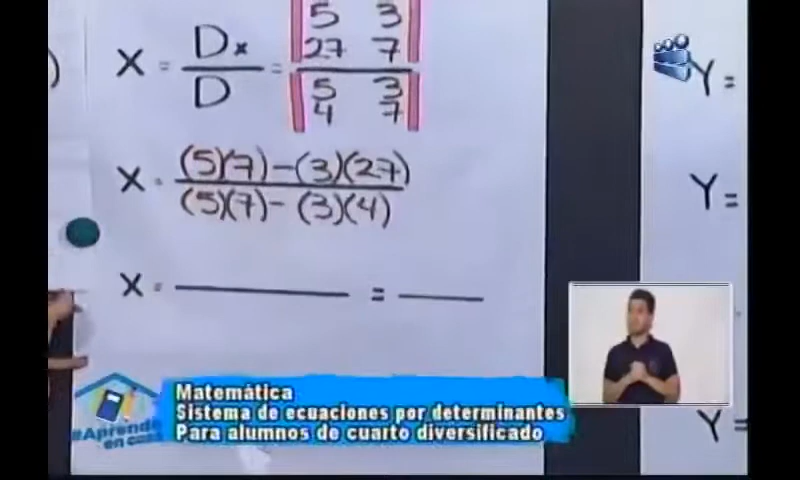 X = Dx / D = |5 3 27 7| / |5 3 4 7|
Y =
X = (5)(7) - (3)(27) / (5)(7) - (3)(4)
Y =
X = ______ = ____
Y =
#Aprende
en casa
Matemática
Sistema de ecuaciones por determinantes
Para alumnos de cuarto diversificado